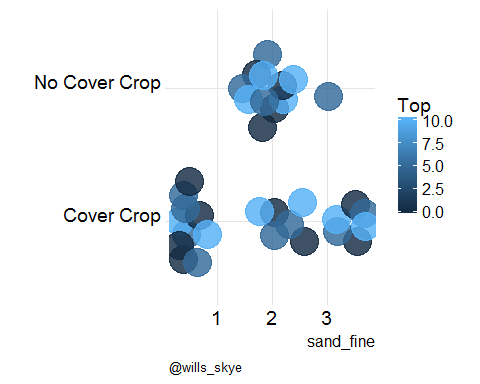 No Cover Crop
Cover Crop
1 2 3
sand_fine
Top
10.0
7.5
5.0
2.5
0.0
@wills_skye